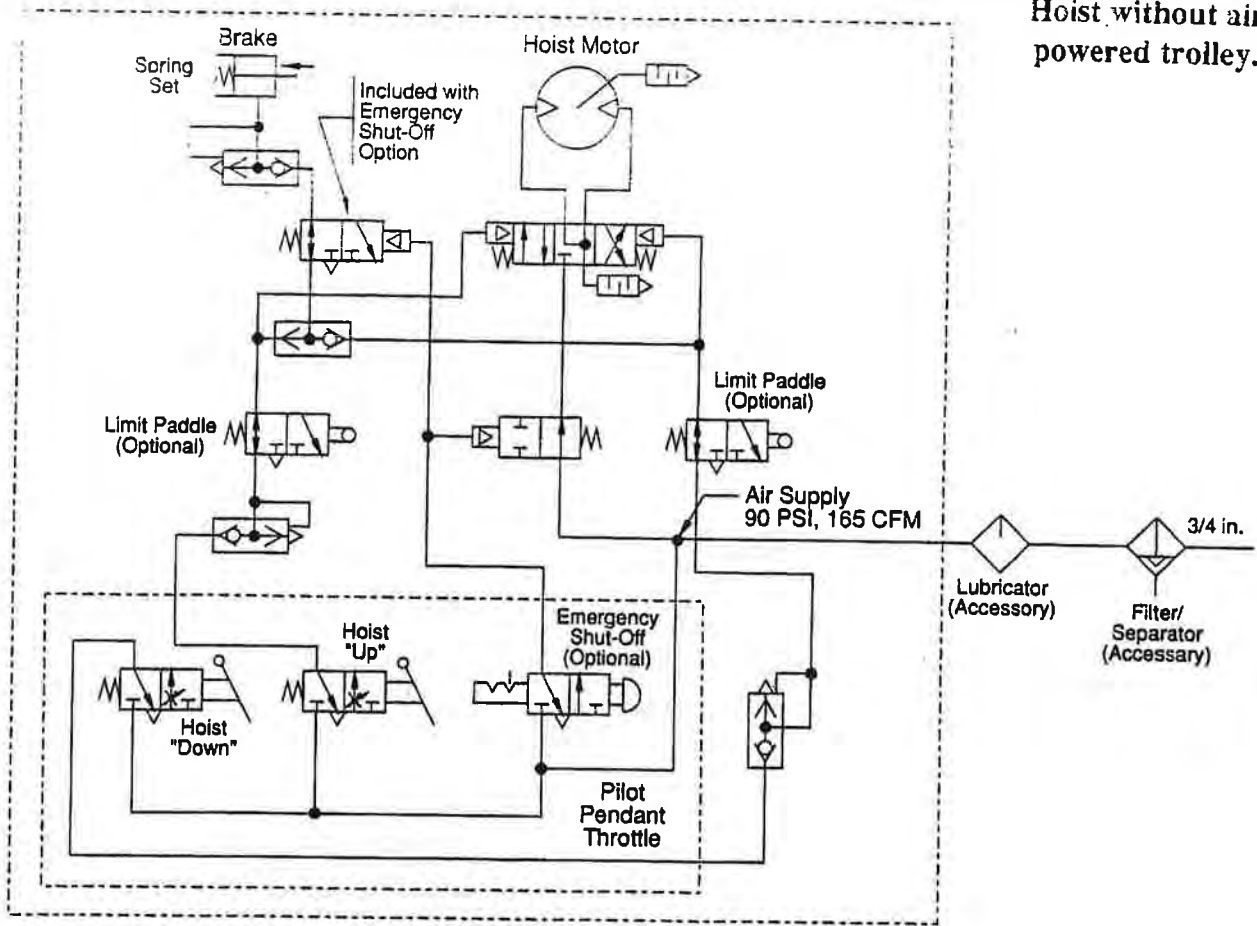 Hoist without air
powered trolley.
Brake
Spring
Set
Hoist Motor
Included with
Emergency
Shut-Off
Option
Limit Paddle
(Optional)
Limit Paddle
(Optional)
Air Supply
90 PSI, 165 CFM
3/4 in.
Lubricator
(Accessory)
Filter/
Separator
(Accessary)
Emergency
Shut-Off
(Optional)
Hoist
"Up"
Hoist
"Down"
Pilot
Pendant
Throttle